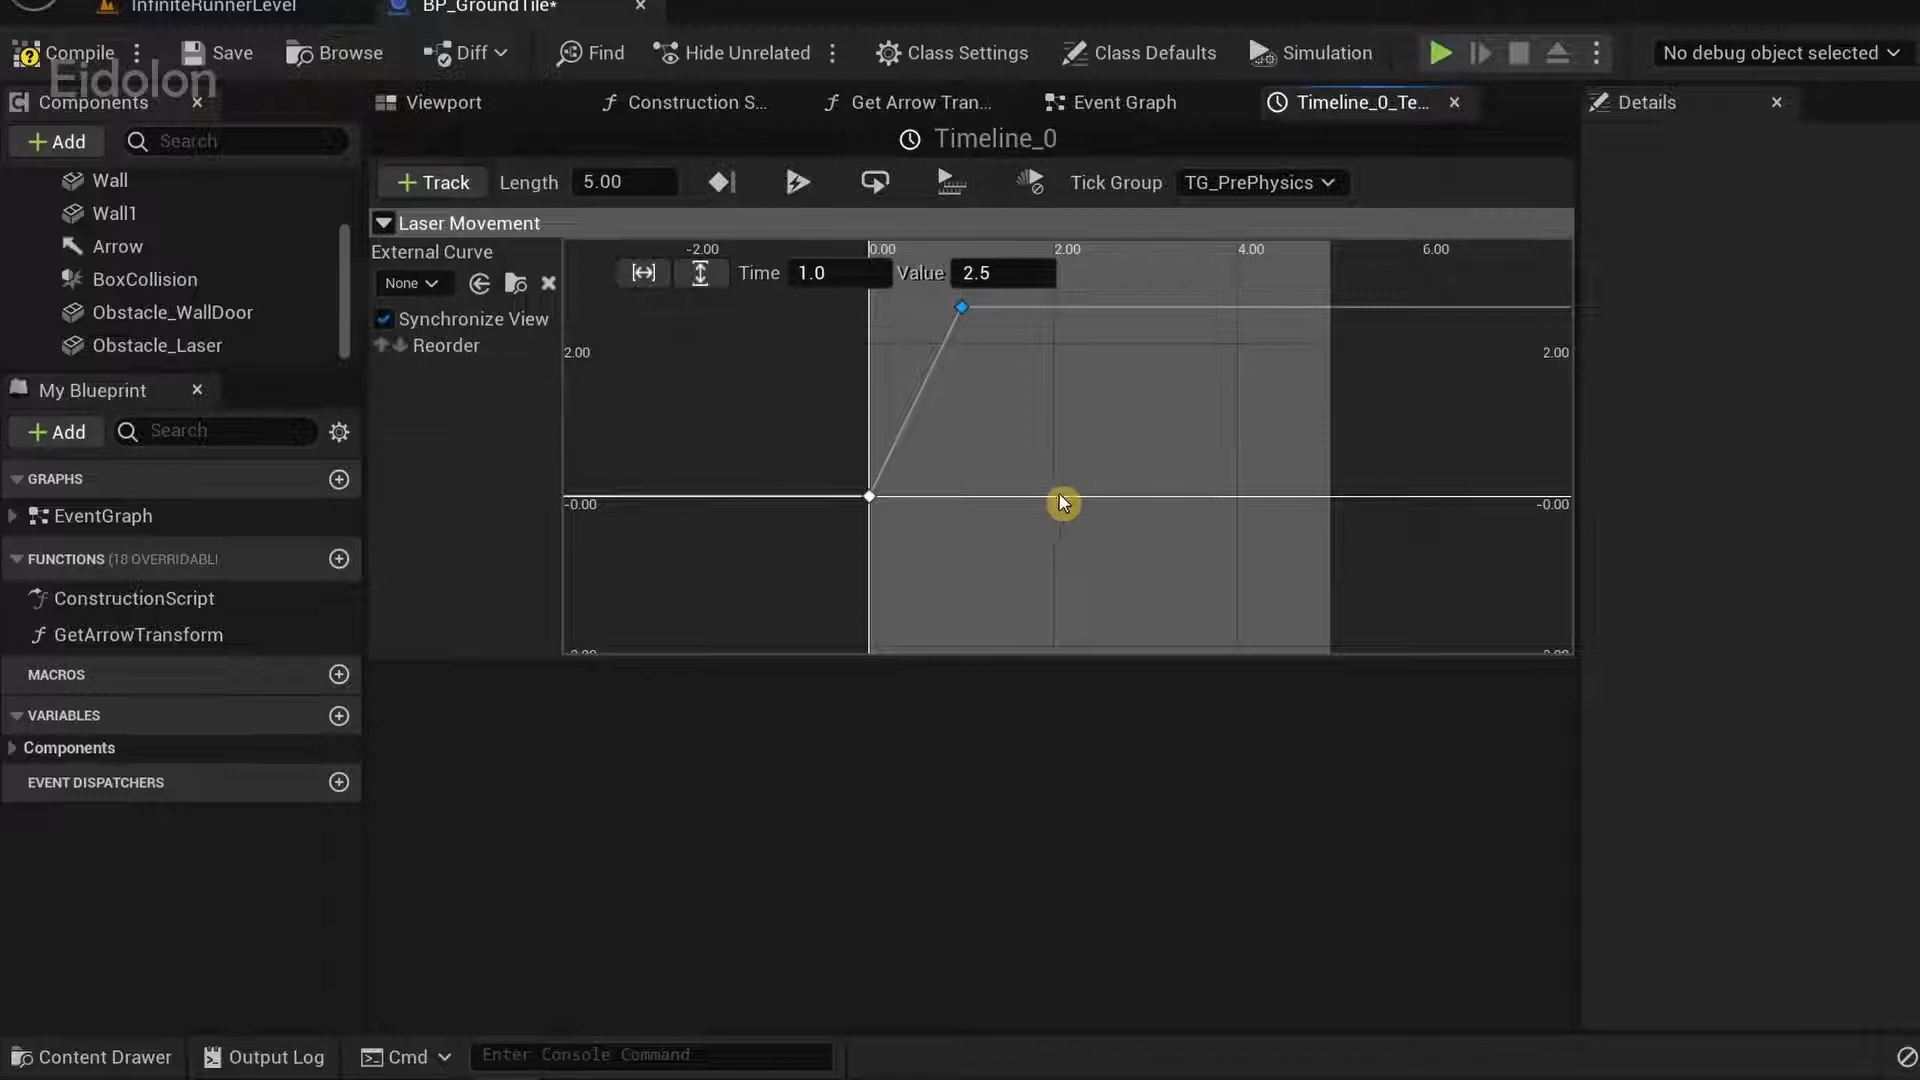 InfiniteRunnerLevel
BP_GroundTile*
Compile
Save
Browse
Diff
Find
Hide Unrelated
Class Settings
Class Defaults
Simulation
No debug object selected
Eidolon
Components
Viewport
Construction S...
Get Arrow Tran...
Event Graph
Timeline_0_Te...
Details
Add
Search
Timeline_0
Track
Length
5.00
Tick Group
TG_PrePhysics
Wall
Wall1
Arrow
BoxCollision
Obstacle_WallDoor
Obstacle_Laser
Laser Movement
External Curve
None
Synchronize View
Reorder
-2.00
0.00
2.00
4.00
6.00
Time
1.0
Value
2.5
2.00
2.00
-0.00
-0.00
My Blueprint
Add
Search
GRAPHS
EventGraph
FUNCTIONS (18 OVERRIDABL
ConstructionScript
GetArrowTransform
MACROS
VARIABLES
Components
EVENT DISPATCHERS
Content Drawer
Output Log
Cmd
Enter Console Command